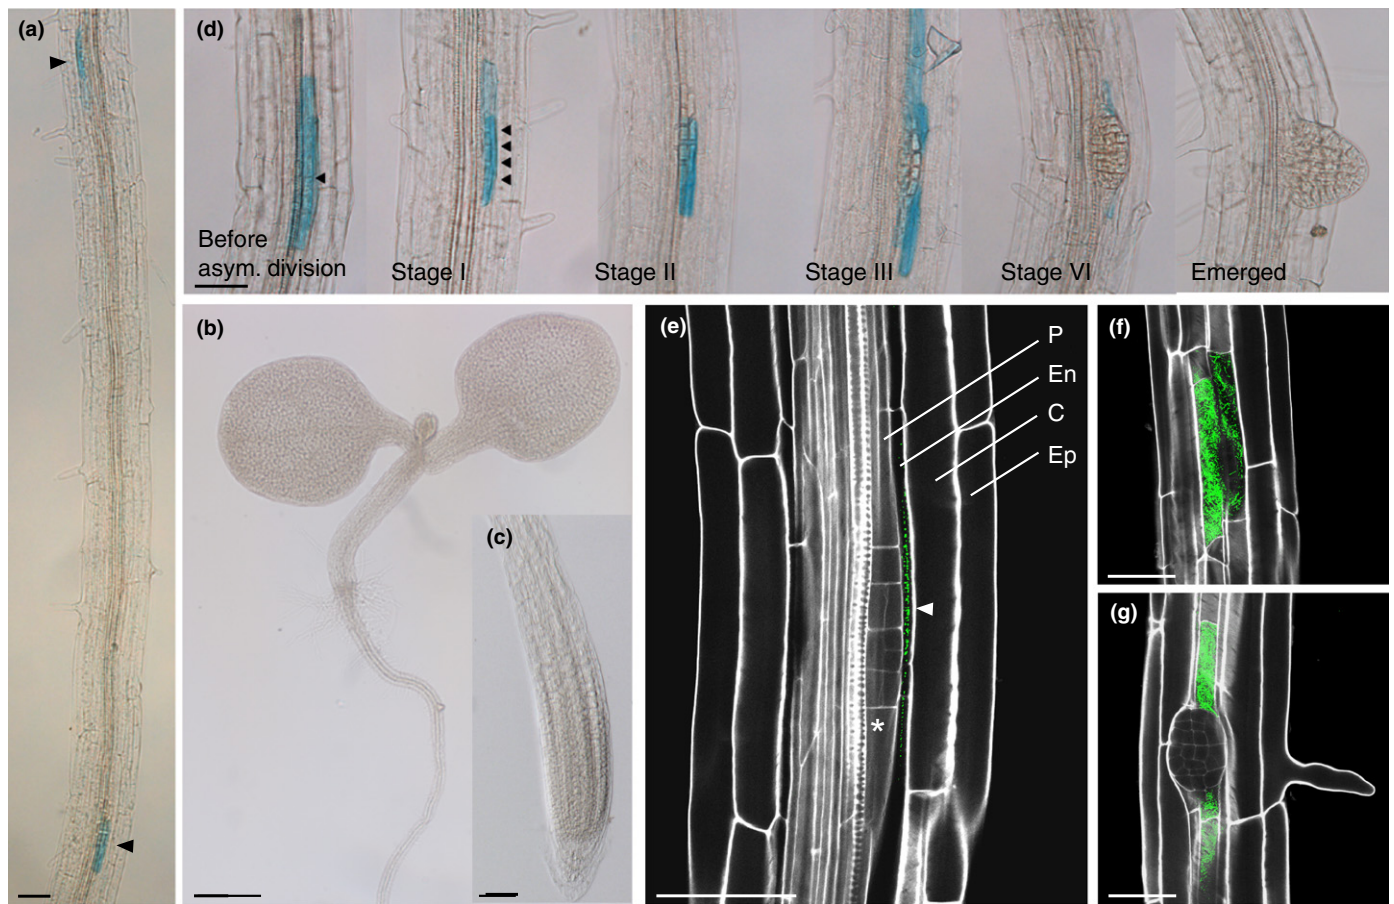 (a)
(d)
Before
asym. division
Stage I
Stage II
Stage III
Stage VI
Emerged
(b)
(c)
(e)
P
En
C
Ep
*
(f)
(g)